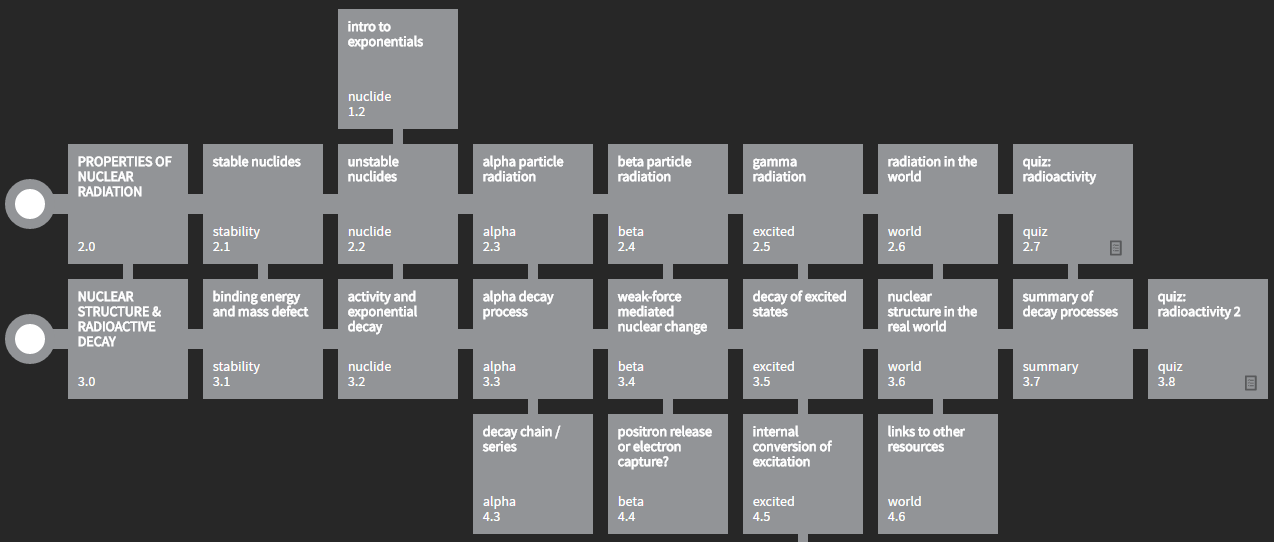 intro to
exponentials
nuclide
1.2
PROPERTIES OF
NUCLEAR
RADIATION
2.0
stable nuclides
stability
2.1
unstable
nuclides
nuclide
2.2
alpha particle
radiation
alpha
2.3
beta particle
radiation
beta
2.4
gamma
radiation
excited
2.5
radiation in the
world
world
2.6
quiz:
radioactivity
quiz
2.7
NUCLEAR
STRUCTURE &
RADIOACTIVE
DECAY
3.0
binding energy
and mass defect
stability
3.1
activity and
exponential
decay
nuclide
3.2
alpha decay
process
alpha
3.3
weak-force
mediated
nuclear change
beta
3.4
decay of excited
states
excited
3.5
nuclear
structure in the
real world
world
3.6
summary of
decay processes
summary
3.7
quiz:
radioactivity 2
quiz
3.8
decay chain /
series
alpha
4.3
positron release
or electron
capture?
beta
4.4
internal
conversion of
excitation
excited
4.5
links to other
resources
world
4.6